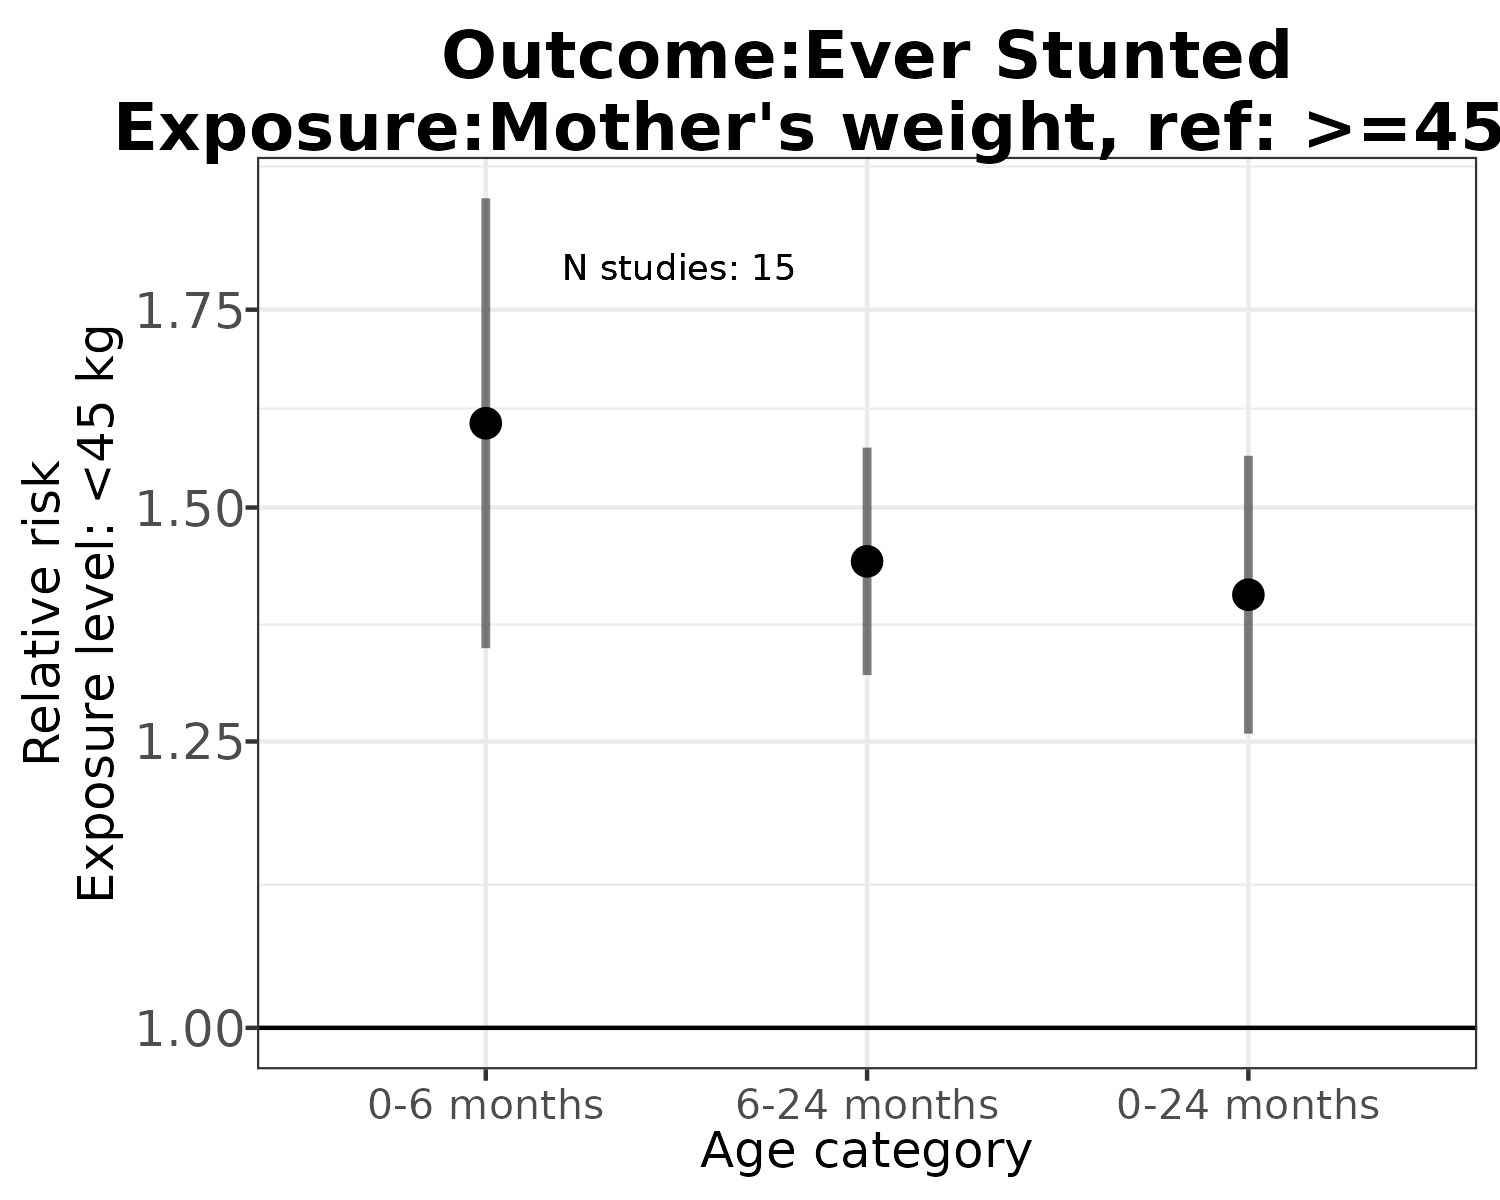 Outcome:Ever Stunted
Exposure:Mother's weight, ref: >=45
N studies: 15
Relative risk
Exposure level: <45 kg
1.75
1.50
1.25
1.00
0-6 months
6-24 months
0-24 months
Age category